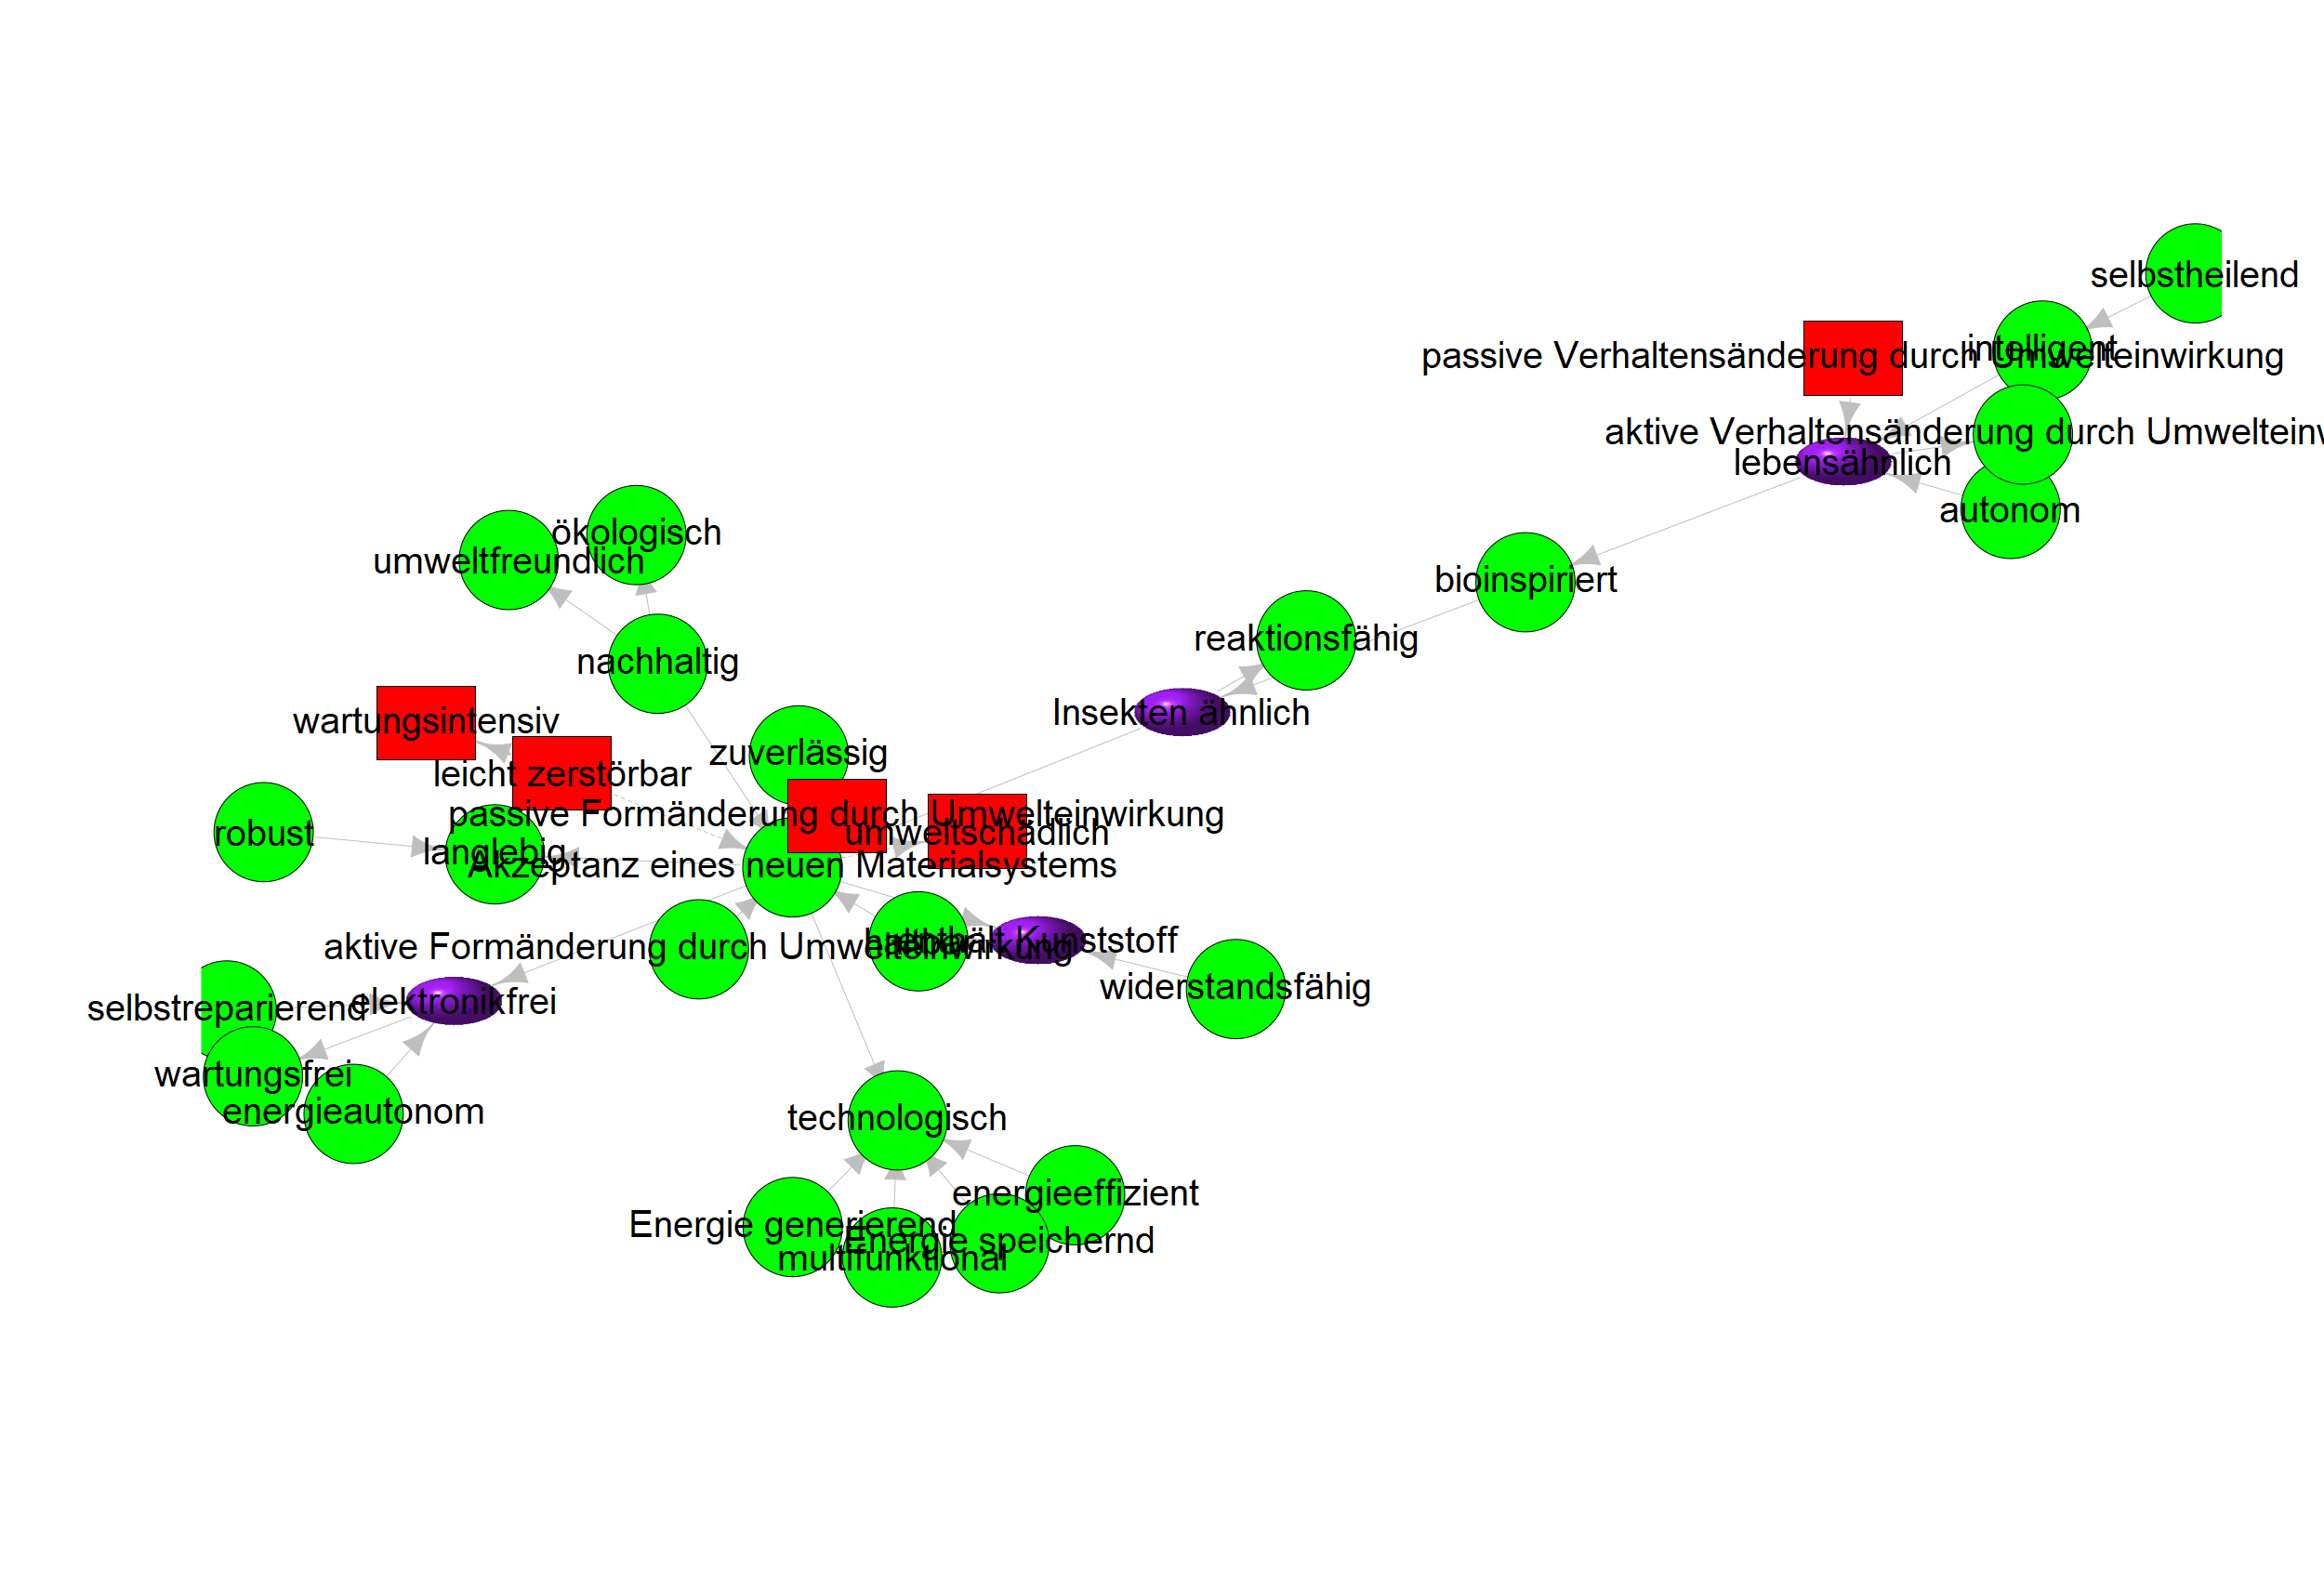 selbstheilend
intelligent
passive Verhaltensänderung durch Umwelteinwirkung
aktive Verhaltensänderung durch Umweltein
lebensähnlich
autonom
ökologisch
umweltfreundlich
bioinspiriert
reaktionsfähig
nachhaltig
Insekten ähnlich
wartungsintensiv
zuverlässig
leicht zerstörbar
passive Formänderung durch Umwelteinwirkung
robust
umweltschädlich
langlebig
Akzeptanz eines neuen Materialsystems
aktive Formänderung durch Umwelteinwirkung
haltbar
enthält Kunststoff
widerstandsfähig
selbstreparierend
elektronikfrei
wartungsfrei
energieautonom
technologisch
energieeffizient
Energie generierend
Energie speichernd
multifunktional